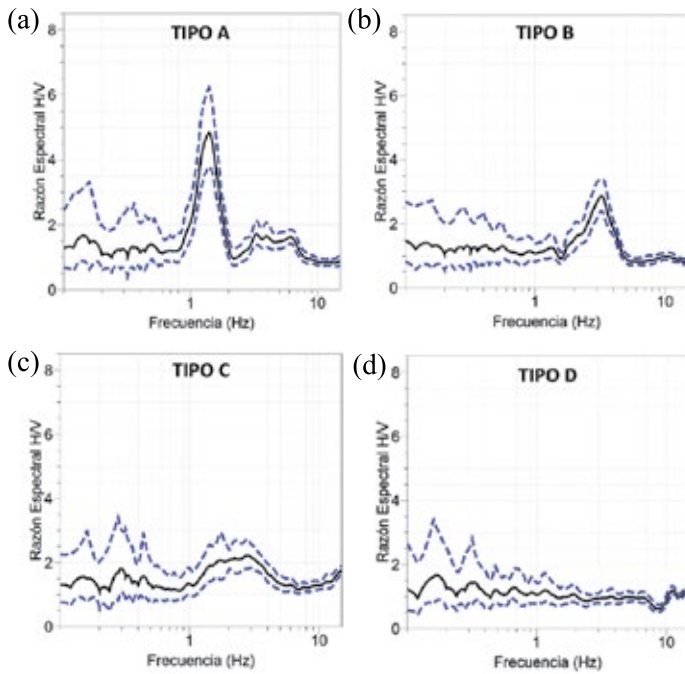 (a)
TIPO A
8
6
4
2
0
Razón Espectral H/V
1
10
Frecuencia (Hz)
(b)
TIPO B
8
6
4
2
0
Razón Espectral H/V
1
10
Frecuencia (Hz)
(c)
TIPO C
8
6
4
2
0
Razón Espectral H/V
1
10
Frecuencia (Hz)
(d)
TIPO D
8
6
4
2
0
Razón Espectral H/V
1
10
Frecuencia (Hz)